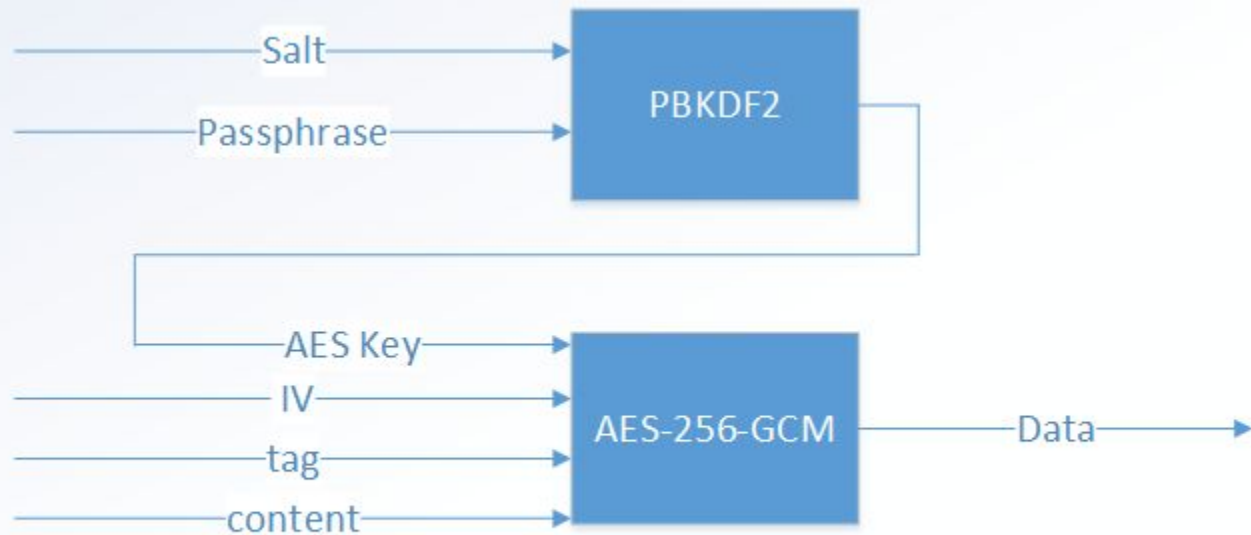 Salt
PBKDF2
Passphrase
AES Key
IV
AES-256-GCM
Data
tag
content